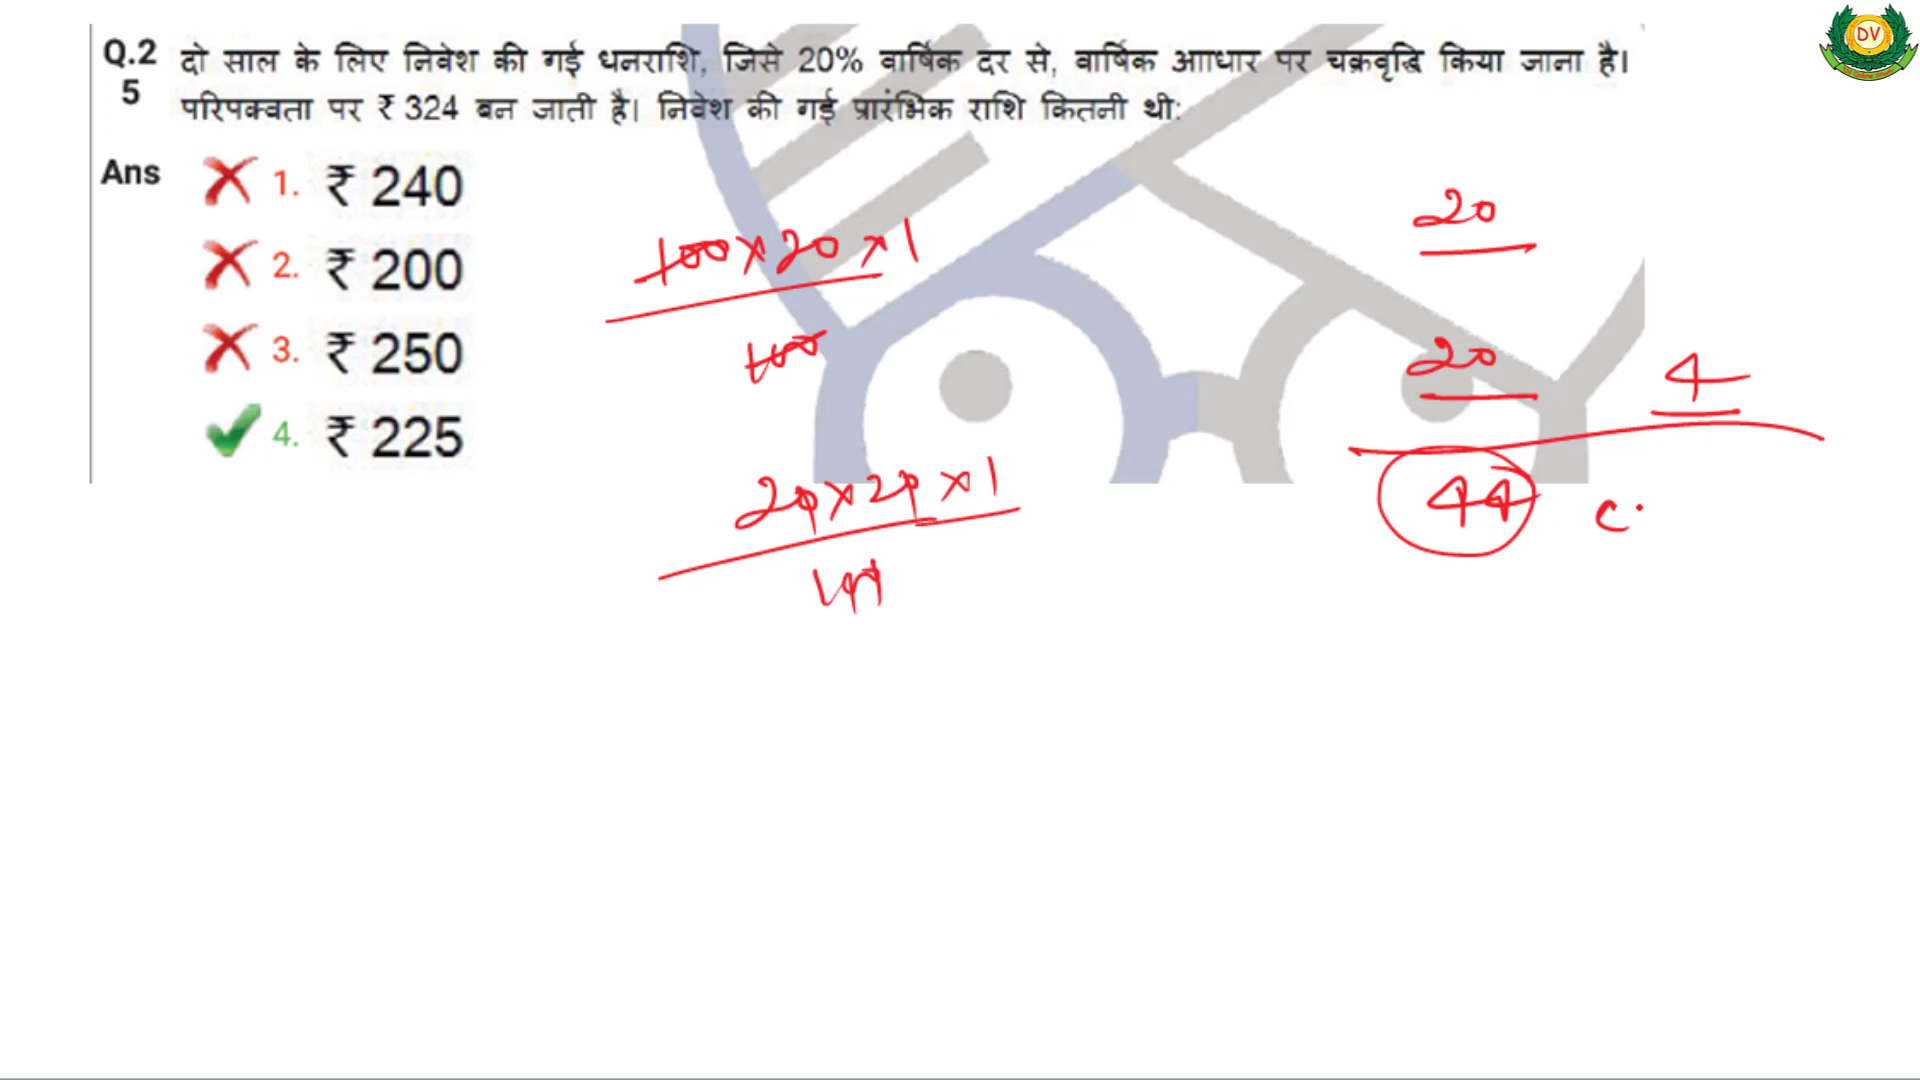 Q.2 दो साल के लिए निवेश की गई धनराशि, जिसे 20% वार्षिक दर से, वार्षिक आाधार पर चक्रवृद्धि किया जाना है।
5 परिपक्वता पर ₹ 324 बन जाती है। निवेश की गई प्रारंभिक राशि कितनी थी:
Ans
1. ₹ 240
2. ₹ 200
3. ₹ 250
4. ₹ 225
100 x 20 x 1
100
20 x 20 x 1
100
20
20
4
44 c.
DV